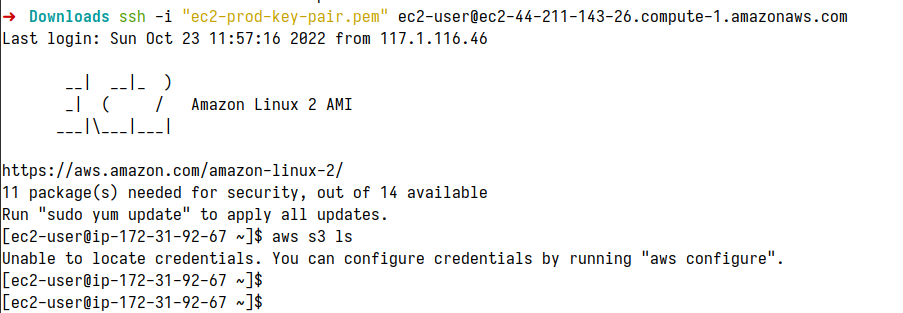 ➜ Downloads ssh -i "ec2-prod-key-pair.pem" ec2-user@ec2-44-211-143-26.compute-1.amazonaws.com
Last login: Sun Oct 23 11:57:16 2022 from 117.1.116.46
       __|  __|_  )
       _|  (     /   Amazon Linux 2 AMI
      ___|\___|___|
https://aws.amazon.com/amazon-linux-2/
11 package(s) needed for security, out of 14 available
Run "sudo yum update" to apply all updates.
[ec2-user@ip-172-31-92-67 ~]$ aws s3 ls
Unable to locate credentials. You can configure credentials by running "aws configure".
[ec2-user@ip-172-31-92-67 ~]$
[ec2-user@ip-172-31-92-67 ~]$